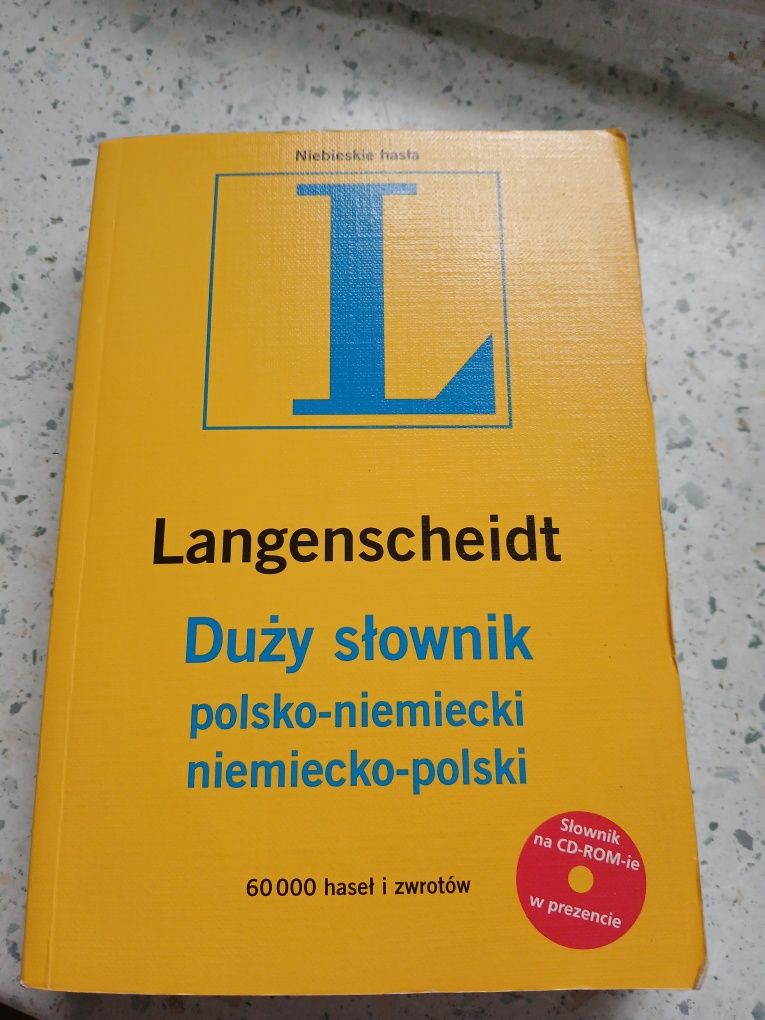 Niebieskie hasła
L
Langenscheidt
Duży słownik
polsko-niemiecki
niemiecko-polski
60 000 haseł i zwrotów
Słownik
na CD-ROM-ie
w prezencie